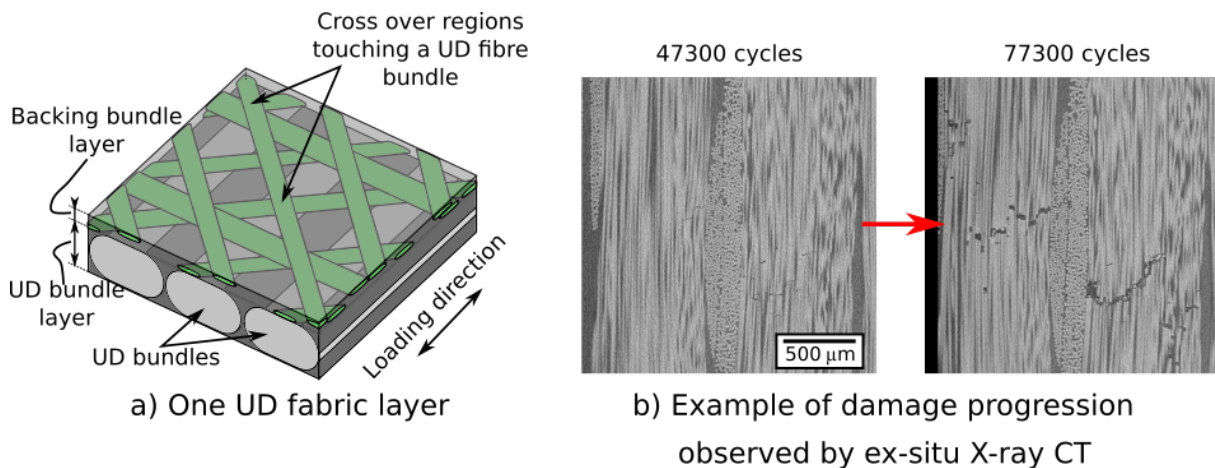 Cross over regions
touching a UD fibre
bundle
Backing bundle
layer
UD bundle
layer
UD bundles
Loading direction
a) One UD fabric layer
47300 cycles
77300 cycles
500 μm
b) Example of damage progression
observed by ex-situ X-ray CT